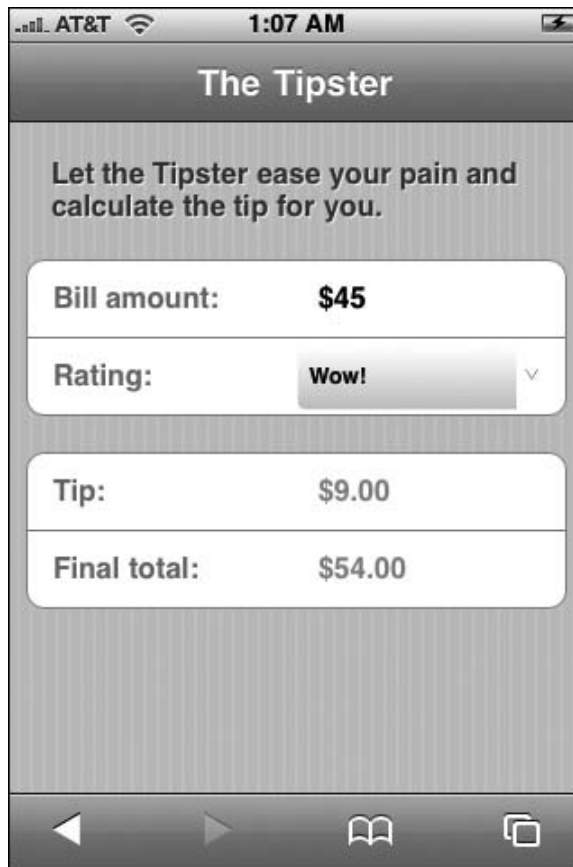 AT&T 1:07 AM
The Tipster
Let the Tipster ease your pain and
calculate the tip for you.
Bill amount: $45
Rating: Wow!
Tip: $9.00
Final total: $54.00